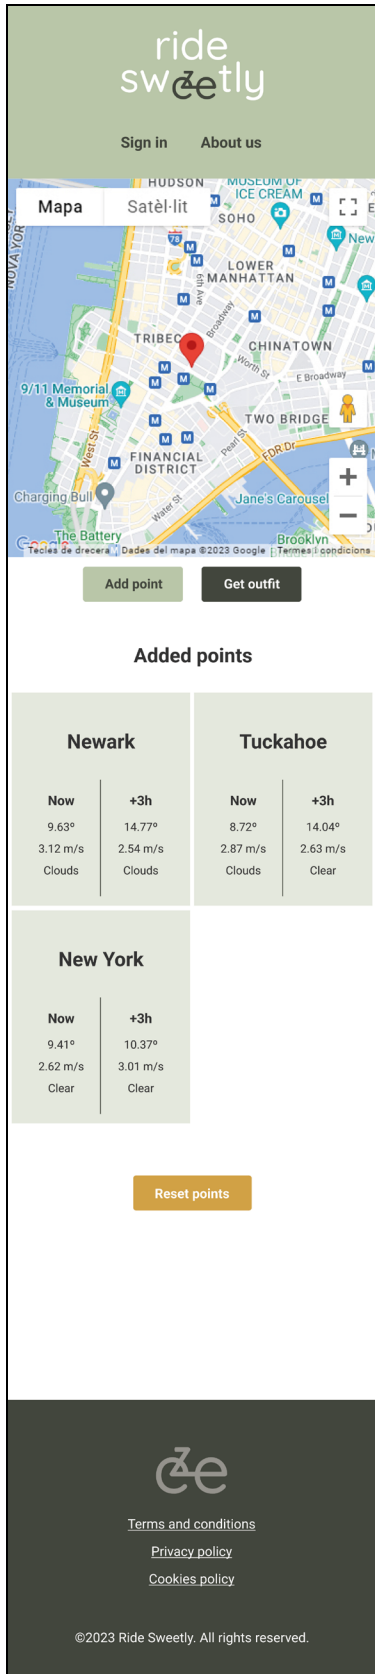 ride
sweetly
Sign in About us
Mapa Satèl·lit
HUDSON
MUSEUM OF
ICE CREAM
SOHO
New
NOVA YOR
78
6th Ave
LOWER
MANHATTAN
Broadway
TRIBEC
CHINATOWN
Worth St
E Broadway
9/11 Memorial
& Museum
TWO BRIDGE
West St
Pearl St
FDR Dr
FINANCIAL
DISTRICT
Charging Bull
Water St
Jane's Carousel
The Battery
Brooklyn
Google
Tecles de drecera Dades del mapa ©2023 Google Termes i condicions
Add point Get outfit
Added points
Newark
Now +3h
9.63º 14.77º
3.12 m/s 2.54 m/s
Clouds Clouds
Tuckahoe
Now +3h
8.72º 14.04º
2.87 m/s 2.63 m/s
Clouds Clear
New York
Now +3h
9.41º 10.37º
2.62 m/s 3.01 m/s
Clear Clear
Reset points
Terms and conditions
Privacy policy
Cookies policy
©2023 Ride Sweetly. All rights reserved.